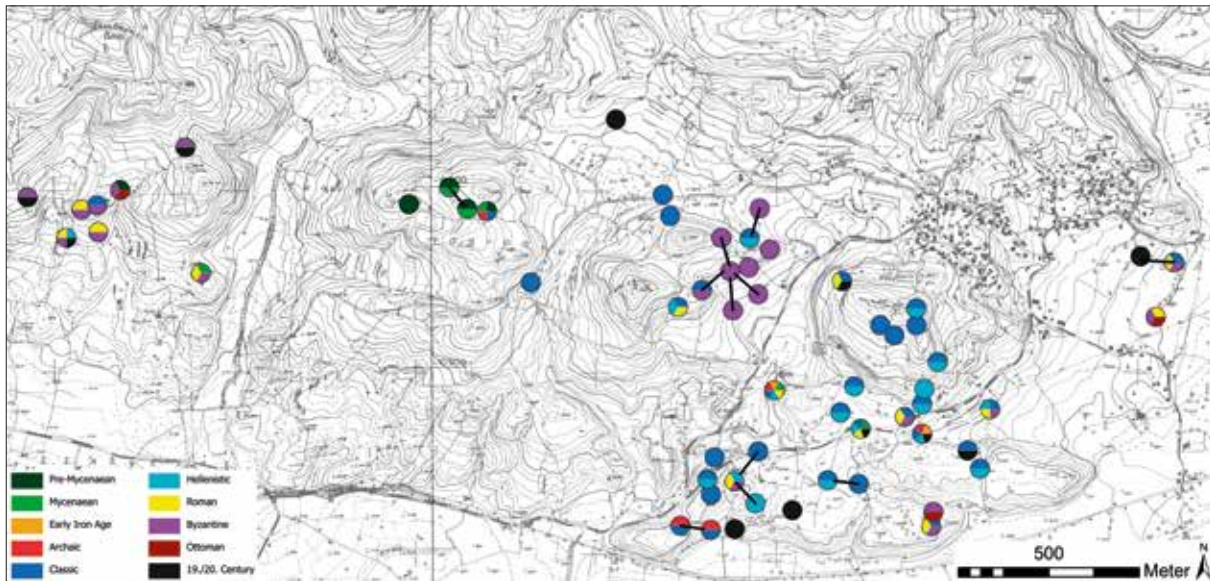 Pre-Mycenaean
Mycenaean
Early Iron Age
Archaic
Classic
Hellenistic
Roman
Byzantine
Ottoman
19./20. Century
500
Meter
N